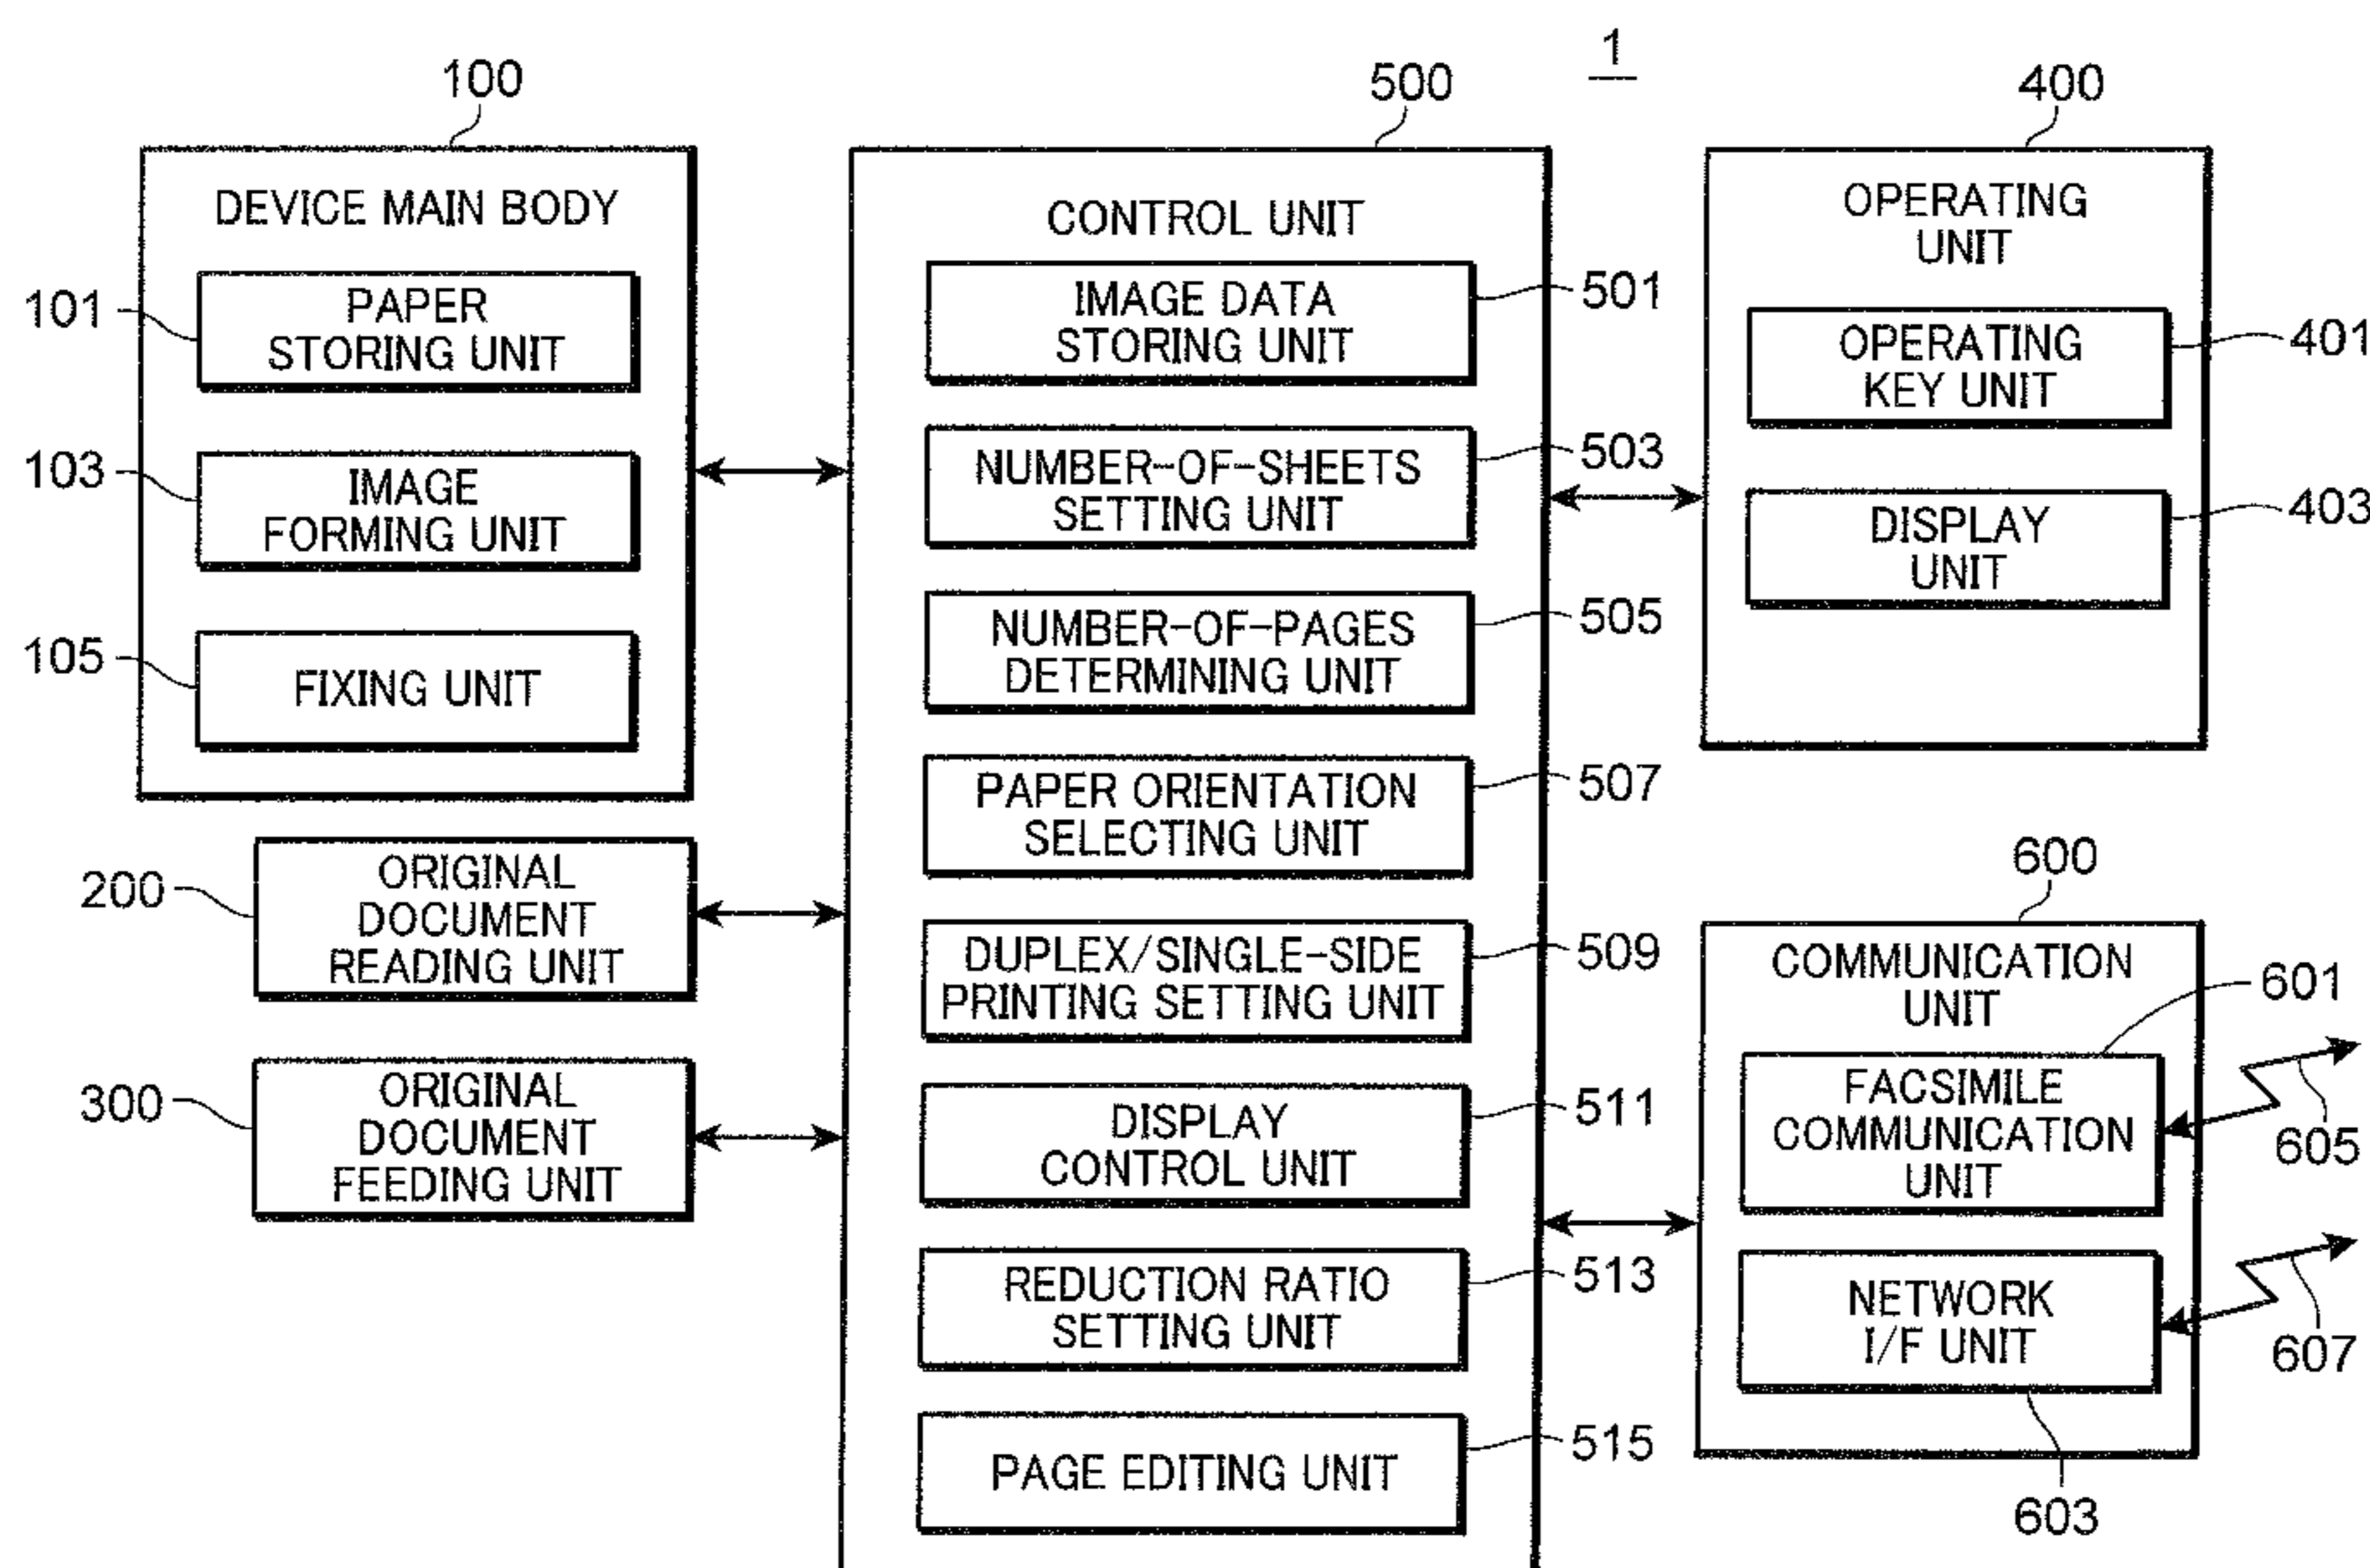 1
100
DEVICE MAIN BODY
101
PAPER
STORING UNIT
103
IMAGE
FORMING UNIT
105
FIXING UNIT
200
ORIGINAL
DOCUMENT
READING UNIT
300
ORIGINAL
DOCUMENT
FEEDING UNIT
500
CONTROL UNIT
IMAGE DATA
STORING UNIT
501
NUMBER-OF-SHEETS
SETTING UNIT
503
NUMBER-OF-PAGES
DETERMINING UNIT
505
PAPER ORIENTATION
SELECTING UNIT
507
DUPLEX/SINGLE-SIDE
PRINTING SETTING UNIT
509
DISPLAY
CONTROL UNIT
511
REDUCTION RATIO
SETTING UNIT
513
PAGE EDITING UNIT
515
400
OPERATING
UNIT
OPERATING
KEY UNIT
401
DISPLAY
UNIT
403
600
COMMUNICATION
UNIT
601
FACSIMILE
COMMUNICATION
UNIT
605
NETWORK
I/F UNIT
607
603